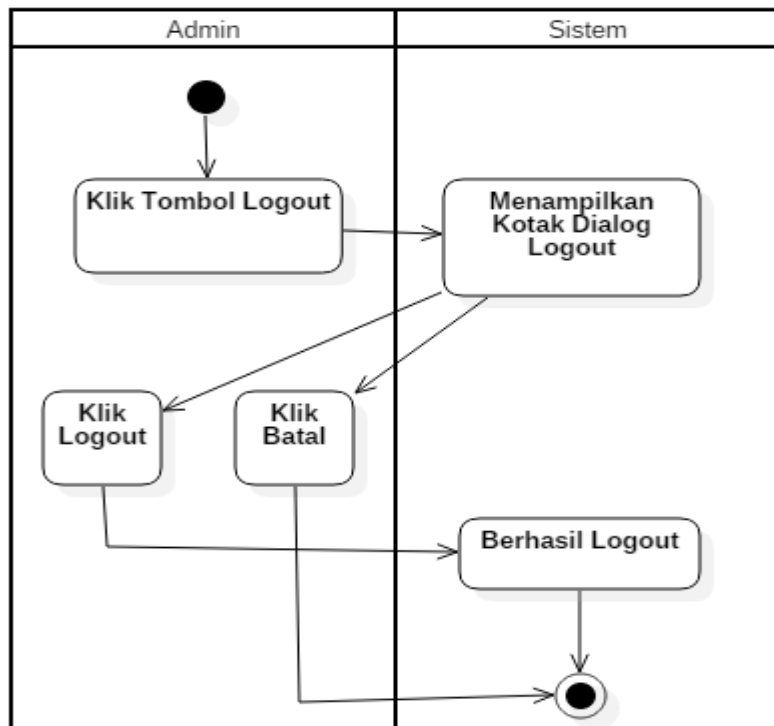 Admin
Sistem
Klik Tombol Logout
Menampilkan
Kotak Dialog
Logout
Klik
Logout
Klik
Batal
Berhasil Logout